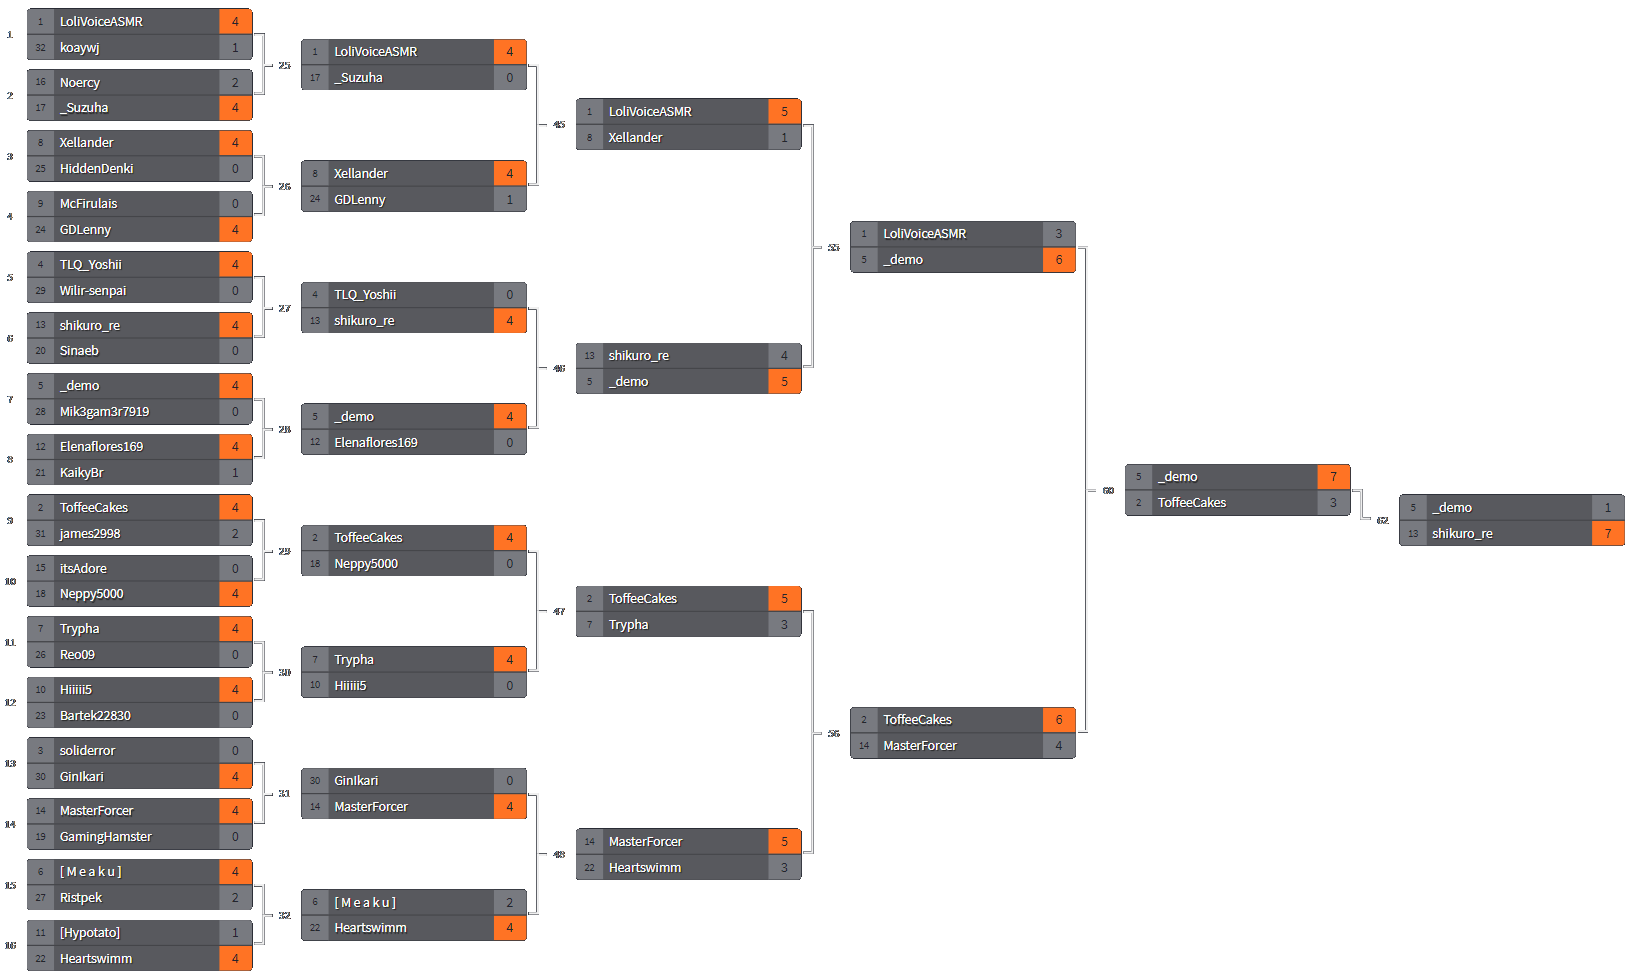 1
1 LoliVoiceASMR 4
32 koaywj 1
2
16 Noercy 2
17 _Suzuha 4
3
8 Xellander 4
25 HiddenDenki 0
4
9 McFirulais 0
24 GDLenny 4
5
4 TLQ_Yoshii 4
29 Wilir-senpai 0
6
13 shikuro_re 4
20 Sinaeb 0
7
5 _demo 4
28 Mik3gam3r7919 0
8
12 Elenaflores169 4
21 KaikyBr 1
9
2 ToffeeCakes 4
31 james2998 2
10
15 itsAdore 0
18 Neppy5000 4
11
7 Trypha 4
26 Reo09 0
12
10 Hiiiii5 4
23 Bartek22830 0
13
3 soliderror 0
30 GinIkari 4
14
14 MasterForcer 4
19 GamingHamster 0
15
6 [ M e a k u ] 4
27 Ristpek 2
16
11 [Hypotato] 1
22 Heartswimm 4
25
1 LoliVoiceASMR 4
17 _Suzuha 0
26
8 Xellander 4
24 GDLenny 1
27
4 TLQ_Yoshii 0
13 shikuro_re 4
28
5 _demo 4
12 Elenaflores169 0
29
2 ToffeeCakes 4
18 Neppy5000 0
30
7 Trypha 4
10 Hiiiii5 0
31
30 GinIkari 0
14 MasterForcer 4
32
6 [ M e a k u ] 2
22 Heartswimm 4
45
1 LoliVoiceASMR 5
8 Xellander 1
46
13 shikuro_re 4
5 _demo 5
47
2 ToffeeCakes 5
7 Trypha 3
48
14 MasterForcer 5
22 Heartswimm 3
55
1 LoliVoiceASMR 3
5 _demo 6
56
2 ToffeeCakes 6
14 MasterForcer 4
60
5 _demo 7
2 ToffeeCakes 3
62
5 _demo 1
13 shikuro_re 7